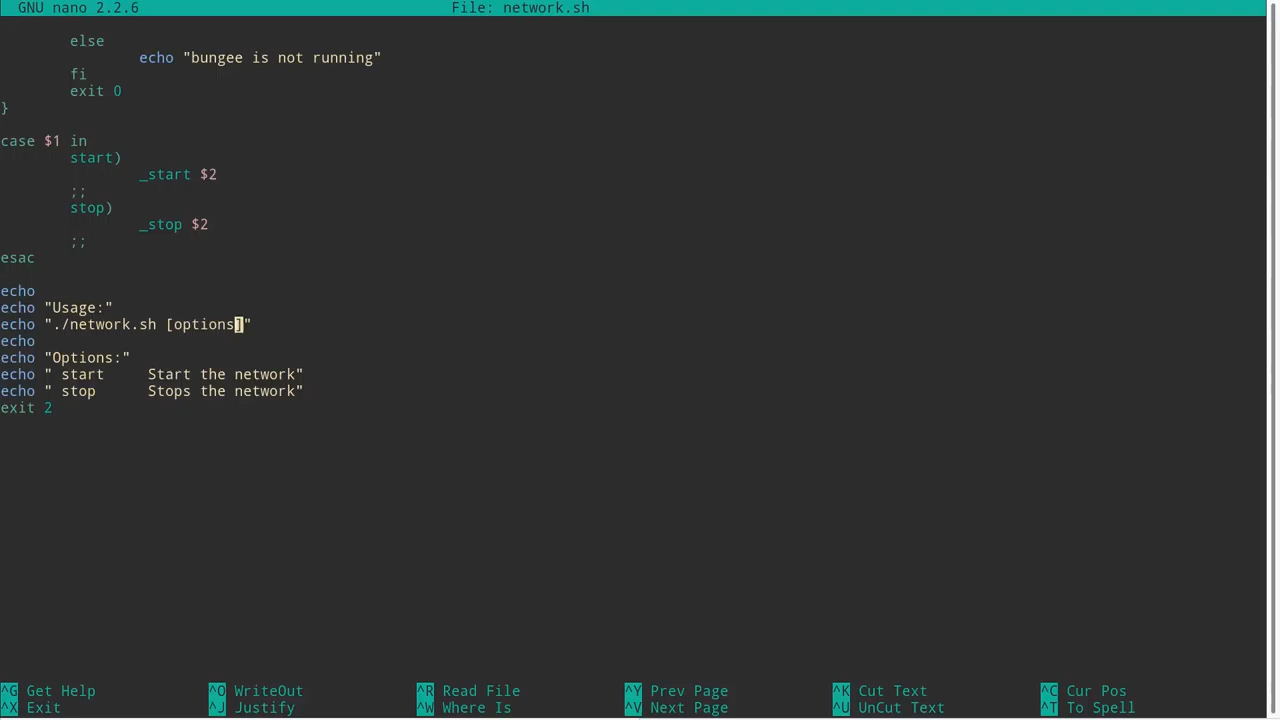 GNU nano 2.2.6 File: network.sh
else
echo "bungee is not running"
fi
exit 0
}
case $1 in
start)
_start $2
;;
stop)
_stop $2
;;
esac
echo
echo "Usage:"
echo "./network.sh [options]"
echo
echo "Options:"
echo " start     Start the network"
echo " stop      Stops the network"
exit 2
^G Get Help ^O WriteOut ^R Read File ^Y Prev Page ^K Cut Text ^C Cur Pos
^X Exit ^J Justify ^W Where Is ^V Next Page ^U UnCut Text ^T To Spell